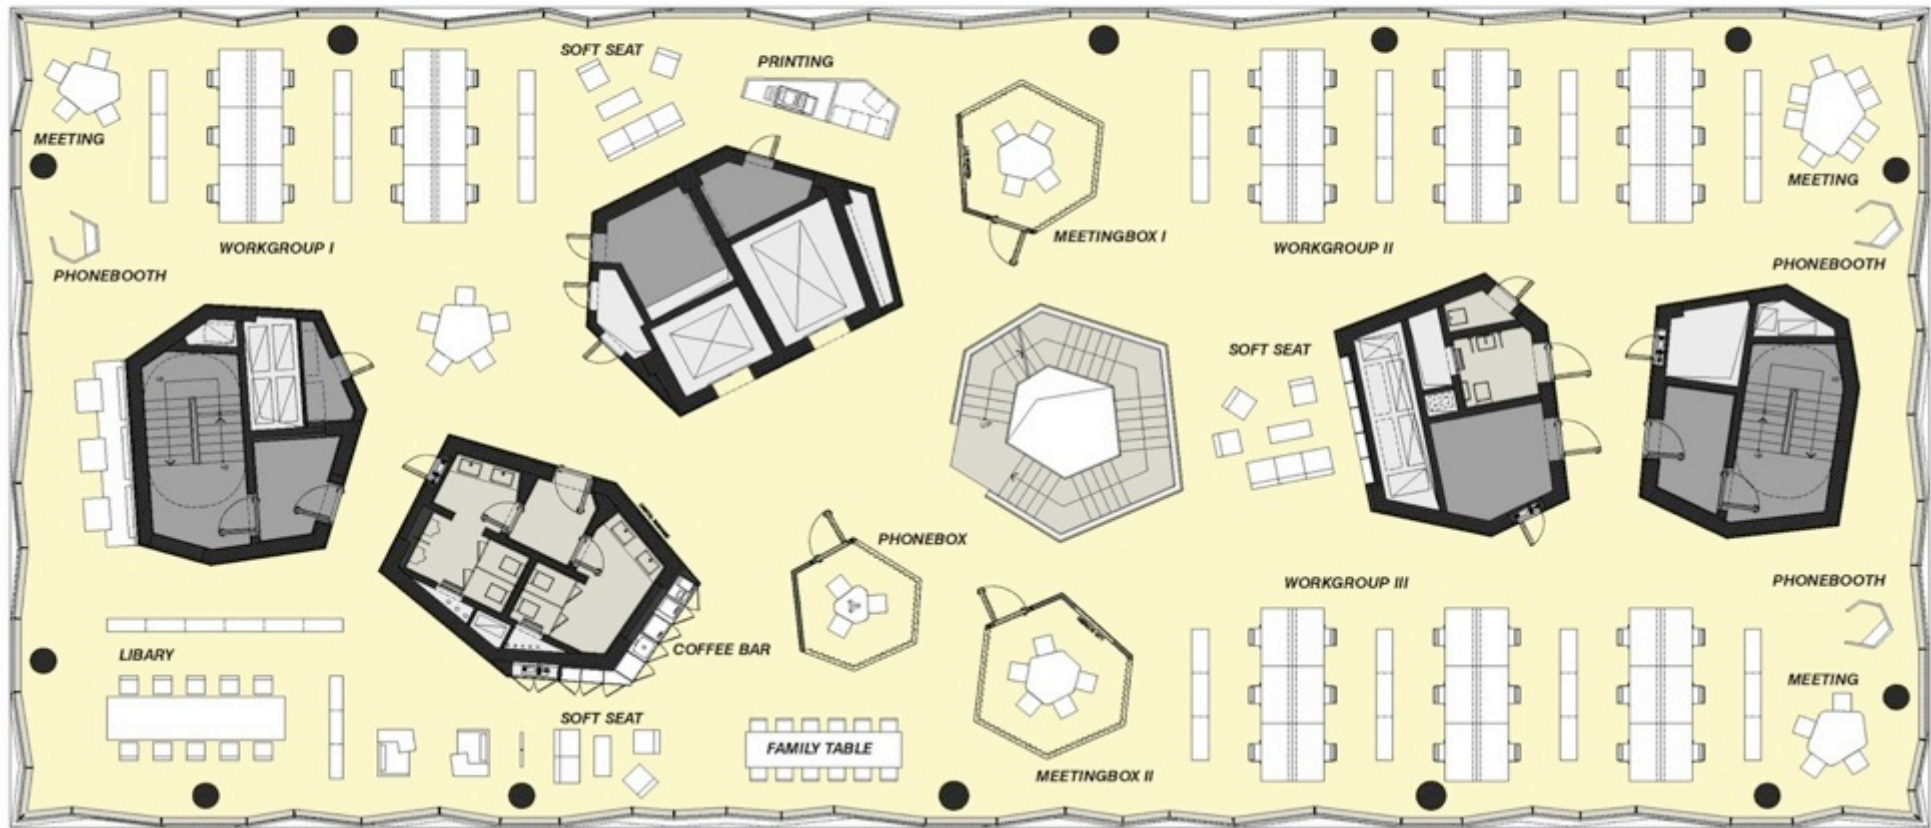 SOFT SEAT
PRINTING
MEETING
MEETING
WORKGROUP I
MEETINGBOX I
WORKGROUP II
PHONEBOOTH
PHONEBOOTH
SOFT SEAT
PHONEBOX
WORKGROUP III
PHONEBOOTH
LIBARY
COFFEE BAR
MEETING
SOFT SEAT
FAMILY TABLE
MEETINGBOX II